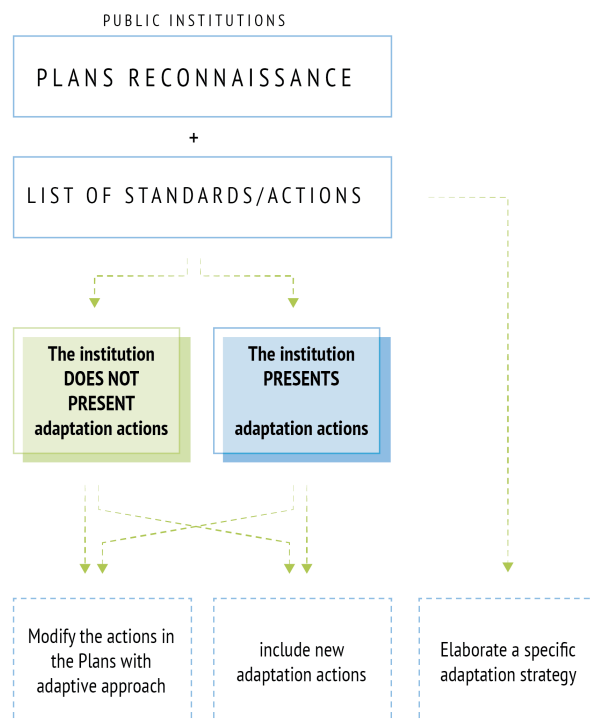 PUBLIC INSTITUTIONS
PLANS RECONNAISSANCE
+
LIST OF STANDARDS/ACTIONS
The institution
DOES NOT
PRESENT
adaptation actions
The institution
PRESENTS
adaptation actions
Modify the actions in
the Plans with
adaptive approach
include new
adaptation actions
Elaborate a specific
adaptation strategy